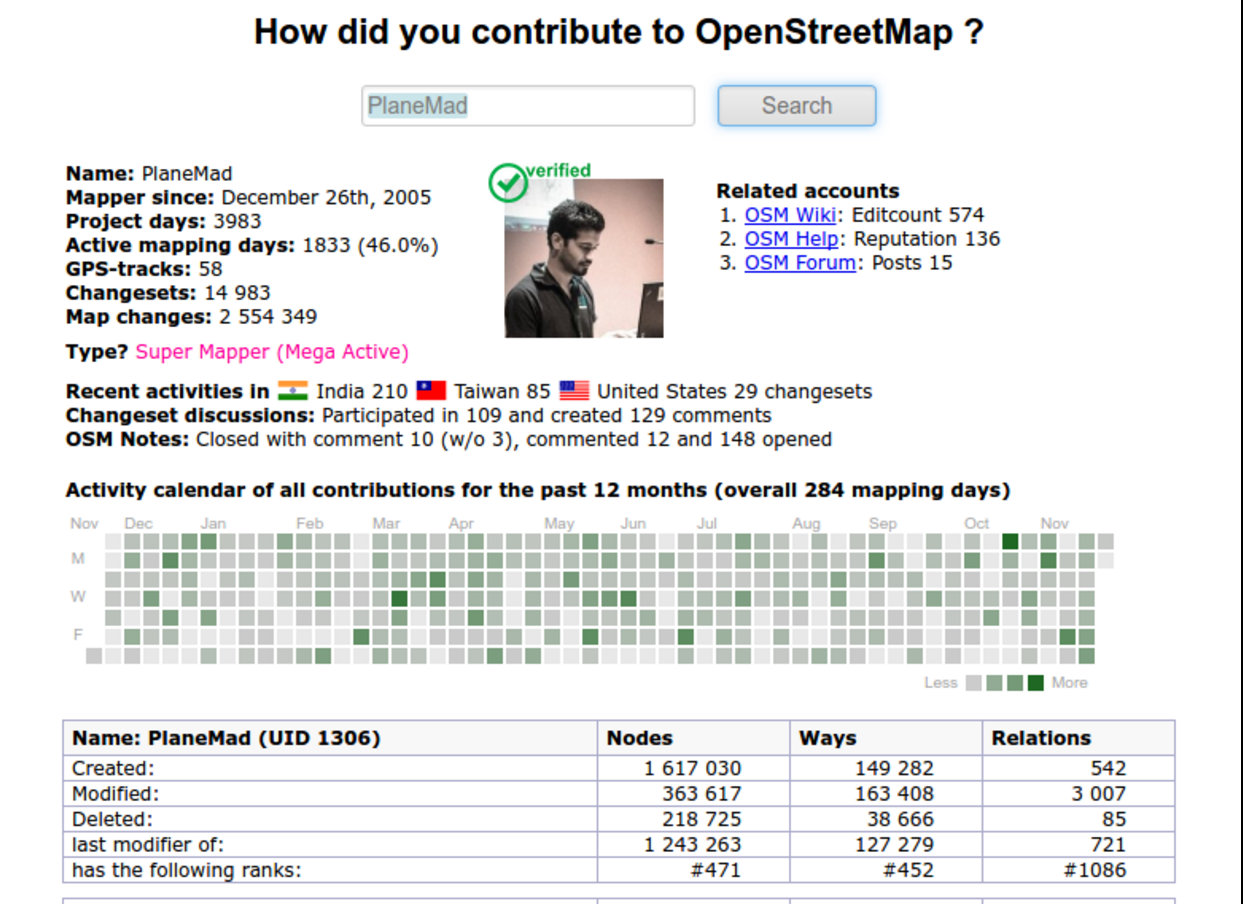 How did you contribute to OpenStreetMap ?
PlaneMad
Search
Name: PlaneMad
Mapper since: December 26th, 2005
Project days: 3983
Active mapping days: 1833 (46.0%)
GPS-tracks: 58
Changesets: 14 983
Map changes: 2 554 349
Type? Super Mapper (Mega Active)
verified
Related accounts
1. OSM Wiki: Editcount 574
2. OSM Help: Reputation 136
3. OSM Forum: Posts 15
Recent activities in India 210 Taiwan 85 United States 29 changesets
Changeset discussions: Participated in 109 and created 129 comments
OSM Notes: Closed with comment 10 (w/o 3), commented 12 and 148 opened
Activity calendar of all contributions for the past 12 months (overall 284 mapping days)
Nov Dec Jan Feb Mar Apr May Jun Jul Aug Sep Oct Nov
M
W
F
Less More
Name: PlaneMad (UID 1306) Nodes Ways Relations
Created: 1 617 030 149 282 542
Modified: 363 617 163 408 3 007
Deleted: 218 725 38 666 85
last modifier of: 1 243 263 127 279 721
has the following ranks: #471 #452 #1086